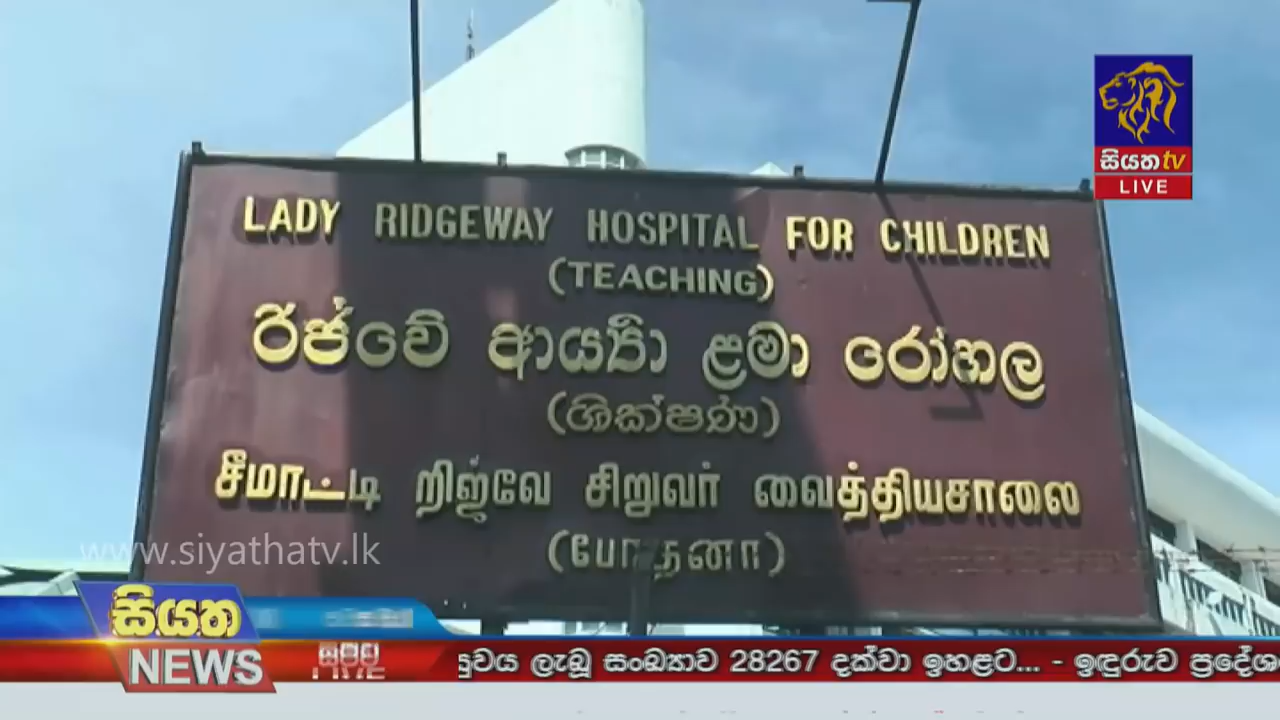 සියත tv
LIVE
LADY RIDGEWAY HOSPITAL FOR CHILDREN
(TEACHING)
රිජ්වේ ආර්‍ය්‍යා ළමා රෝහල
(ශික්ෂණ)
சீமாட்டி றிஜ்வே சிறுவர் வைத்தியசாலை
(போதனா)
www.siyathatv.lk
සියත
NEWS
සුවය ලැබූ සංඛ්‍යාව 28267 දක්වා ඉහළට... - ඉඳුරුව